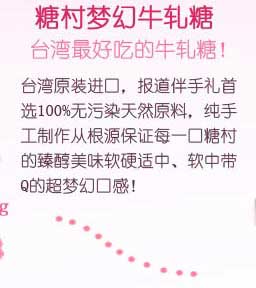 糖村梦幻牛轧糖
台湾最好吃的牛轧糖!
台湾原装进口，报道伴手礼首
选100%无污染天然原料，纯手
工制作从根源保证每一口糖村
的臻醇美味软硬适中、软中带
Q的超梦幻口感!
g